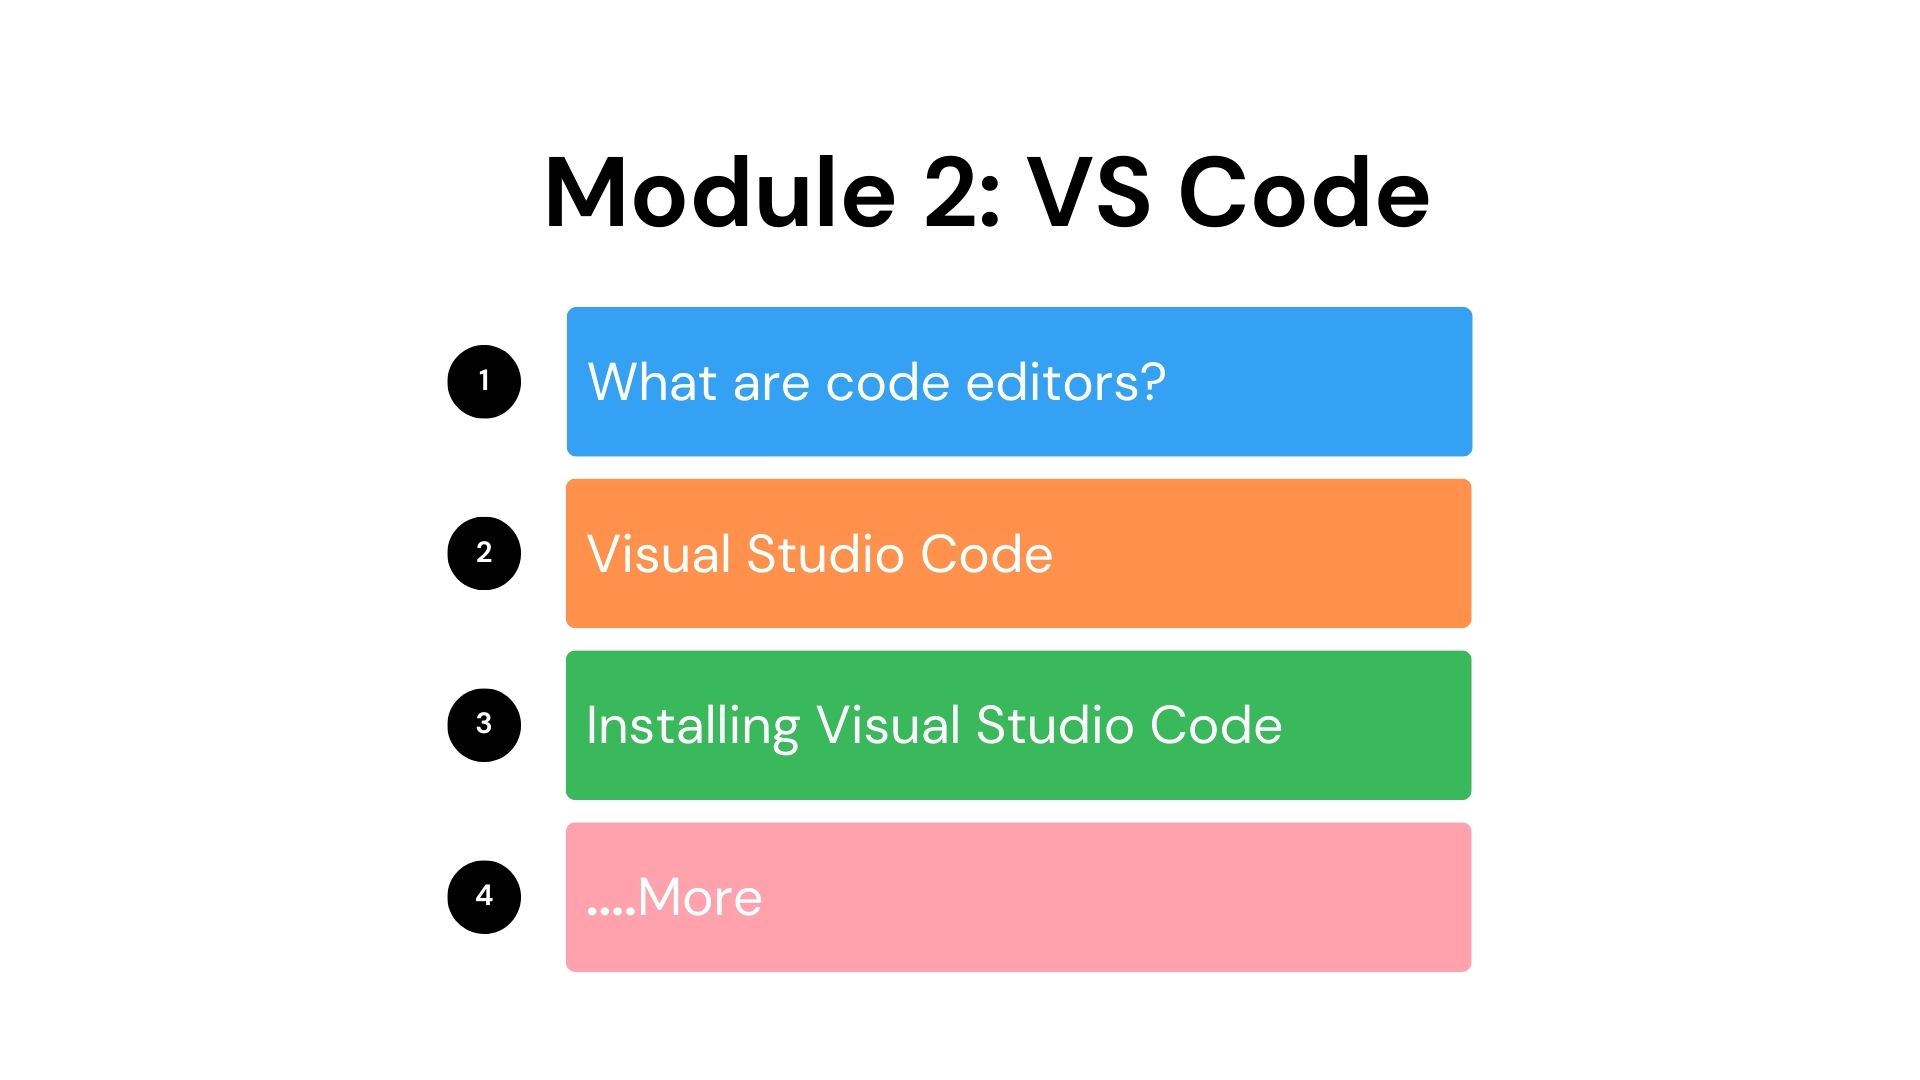 Module 2: VS Code
1
What are code editors?
2
Visual Studio Code
3
Installing Visual Studio Code
4
....More